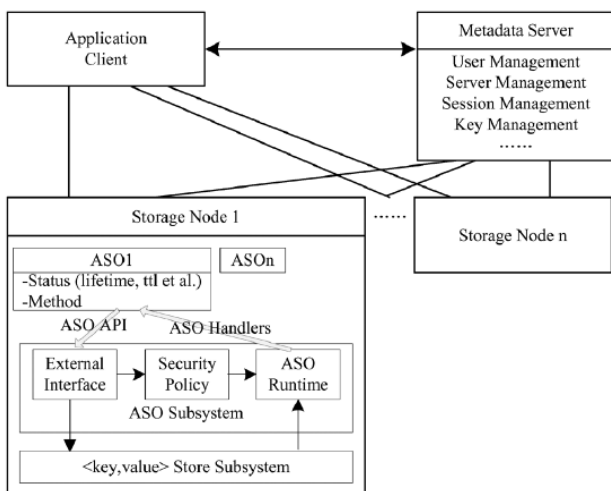 Application
Client
Metadata Server
User Management
Server Management
Session Management
Key Management
……
Storage Node 1
……
Storage Node n
ASO1
ASOn
-Status (lifetime, ttl et al.)
-Method
ASO API
ASO Handlers
External
Interface
Security
Policy
ASO
Runtime
ASO Subsystem
<key,value> Store Subsystem